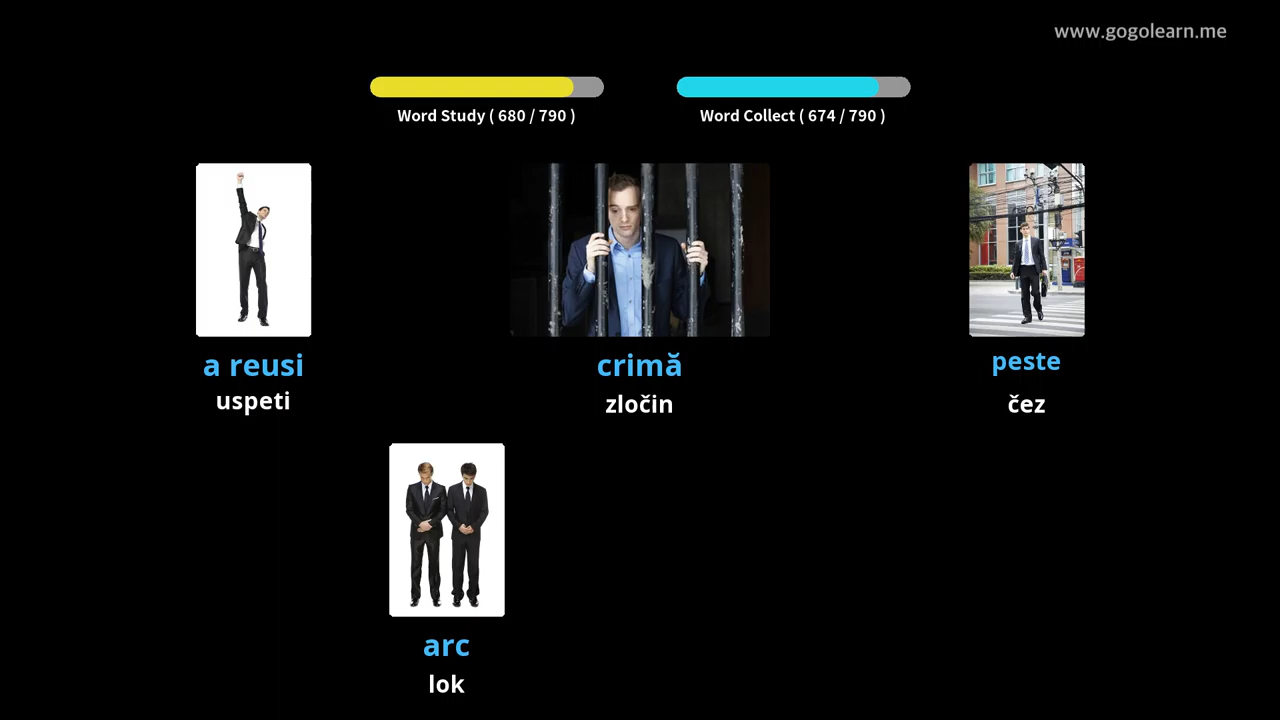 www.gogolearn.me
Word Study ( 680 / 790 )
Word Collect ( 674 / 790 )
a reusi
uspeti
crimă
zločin
peste
čez
arc
lok